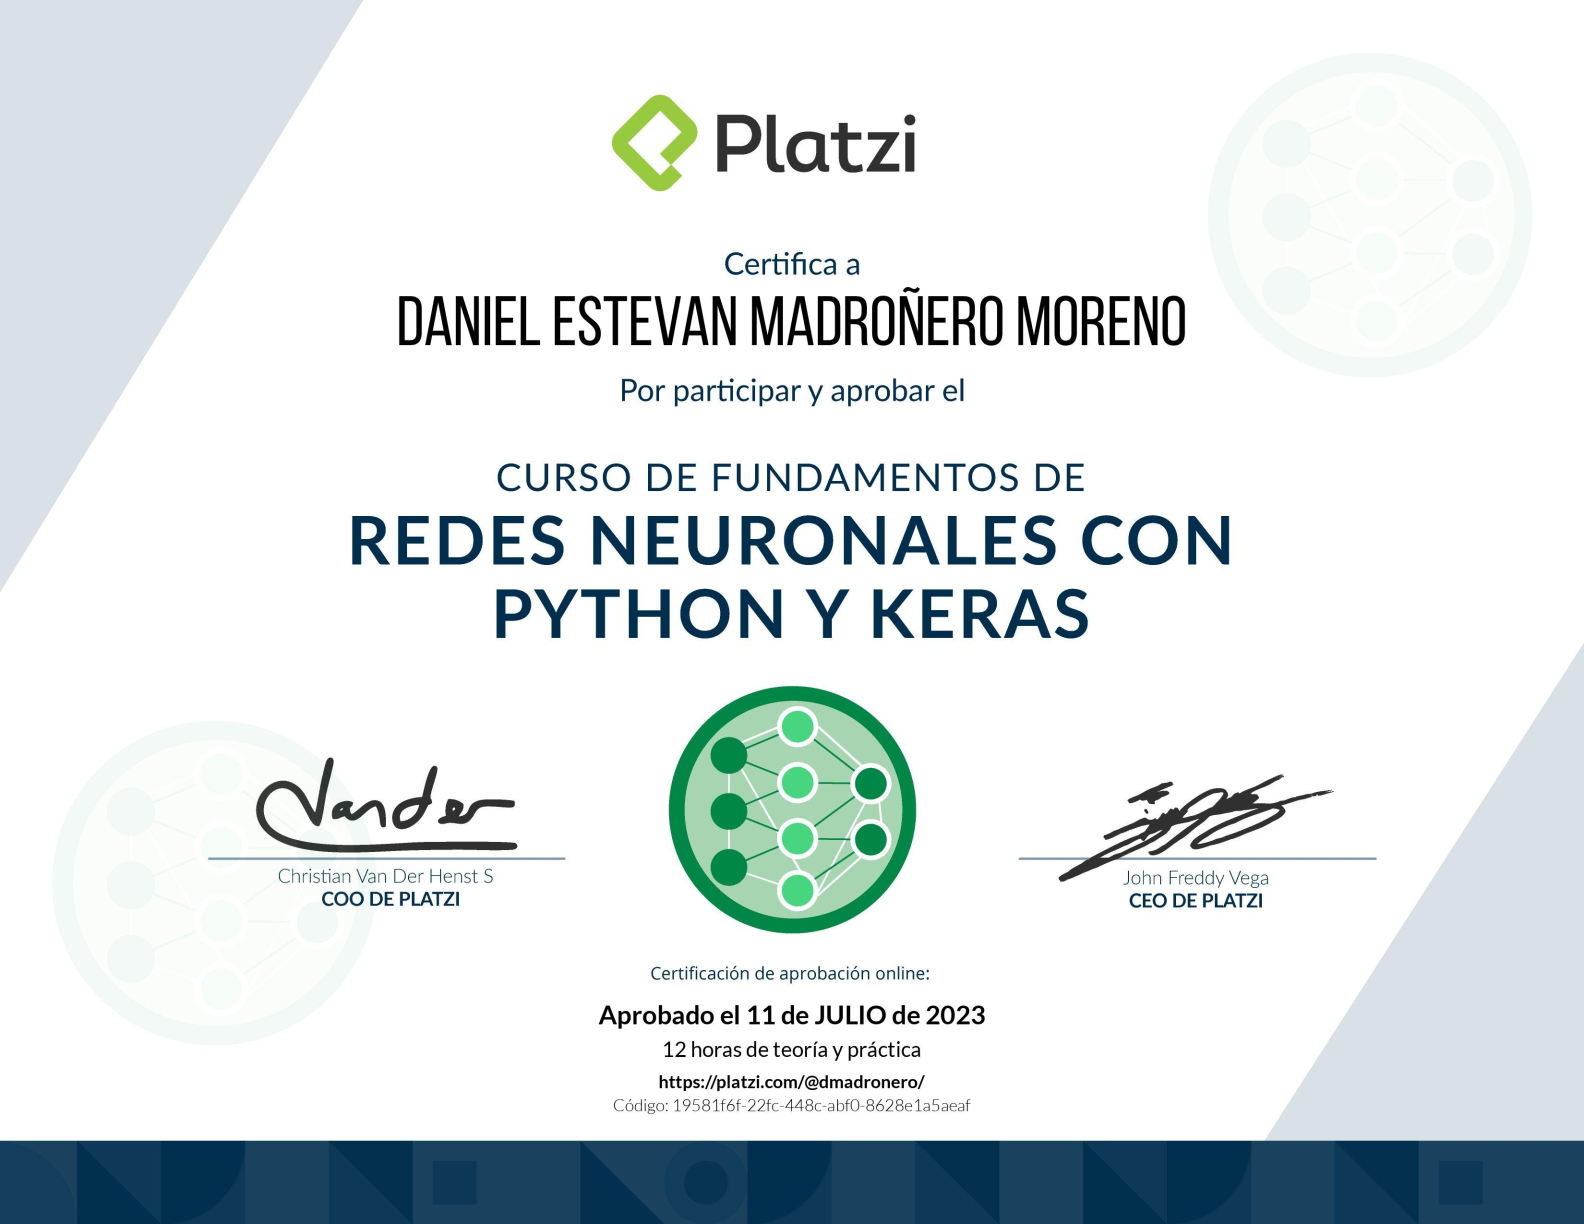 Platzi
Certifica a
DANIEL ESTEVAN MADROÑERO MORENO
Por participar y aprobar el
CURSO DE FUNDAMENTOS DE
REDES NEURONALES CON
PYTHON Y KERAS
Vander
Christian Van Der Henst S
COO DE PLATZI
John Freddy Vega
CEO DE PLATZI
Certificación de aprobación online:
Aprobado el 11 de JULIO de 2023
12 horas de teoría y práctica
https://platzi.com/@dmadronero/
Código: 19581f6f-22fc-448c-abf0-8628e1a5aeaf